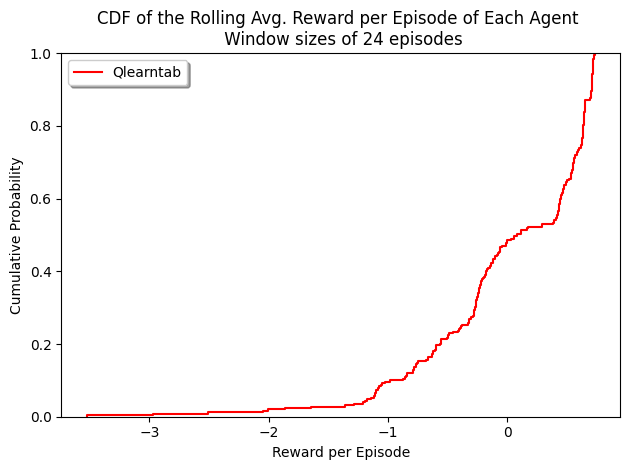 CDF of the Rolling Avg. Reward per Episode of Each Agent
Window sizes of 24 episodes
Qlearntab
1.0
0.8
0.6
0.4
0.2
0.0
Cumulative Probability
−3
−2
−1
0
Reward per Episode